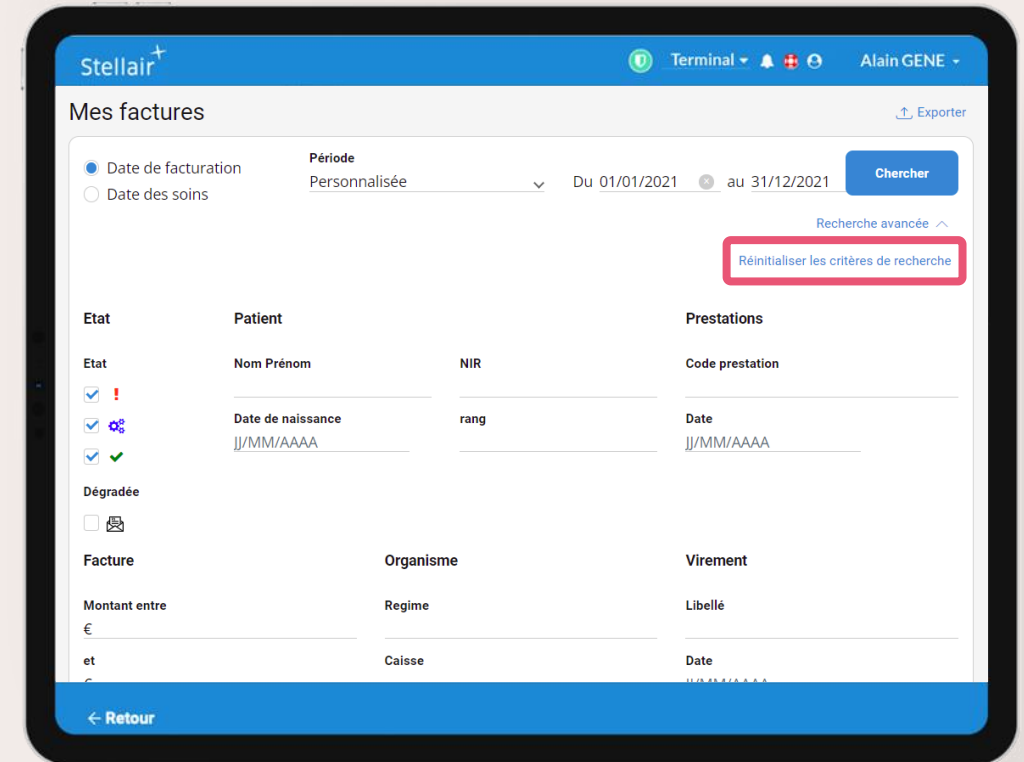 Stellair
Terminal
Alain GENE
Mes factures
Exporter
Date de facturation
Date des soins
Période
Personnalisée
Du 01/01/2021
au 31/12/2021
Chercher
Recherche avancée
Réinitialiser les critères de recherche
Etat
Patient
Prestations
Etat
Nom Prénom
NIR
Code prestation
Date de naissance
JJ/MM/AAAA
rang
Date
JJ/MM/AAAA
Dégradée
Facture
Organisme
Virement
Montant entre
€
Regime
Libellé
et
€
Caisse
Date
JJ/MM/AAAA
Retour